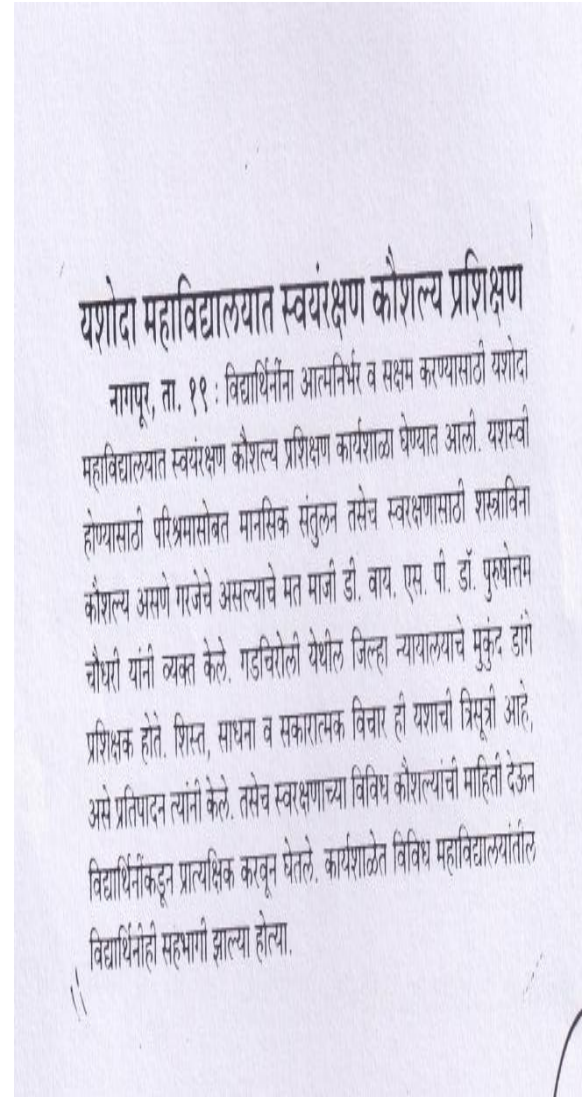 यशोदा महाविद्यालयात स्वयंरक्षण कौशल्य प्रशिक्षण
नागपूर, ता. १९ : विद्यार्थिनींना आत्मनिर्भर व सक्षम करण्यासाठी यशोदा
महाविद्यालयात स्वयंरक्षण कौशल्य प्रशिक्षण कार्यशाळा घेण्यात आली. यशस्वी
होण्यासाठी परिश्रमासोबत मानसिक संतुलन तसेच स्वरक्षणासाठी शस्त्राविना
कौशल्य असणे गरजेचे असल्याचे मत माजी डी. वाय. एस. पी. डॉ. पुरुषोत्तम
चौधरी यांनी व्यक्त केले. गडचिरोली येथील जिल्हा न्यायालयाचे मुकुंद डांगे
प्रशिक्षक होते. शिस्त, साधना व सकारात्मक विचार ही यशाची त्रिसूत्री आहे,
असे प्रतिपादन त्यांनी केले. तसेच स्वरक्षणाच्या विविध कौशल्यांची माहिती देऊन
विद्यार्थिनींकडून प्रात्यक्षिक करवून घेतले. कार्यशाळेत विविध महाविद्यालयांतील
विद्यार्थिनीही सहभागी झाल्या होत्या.